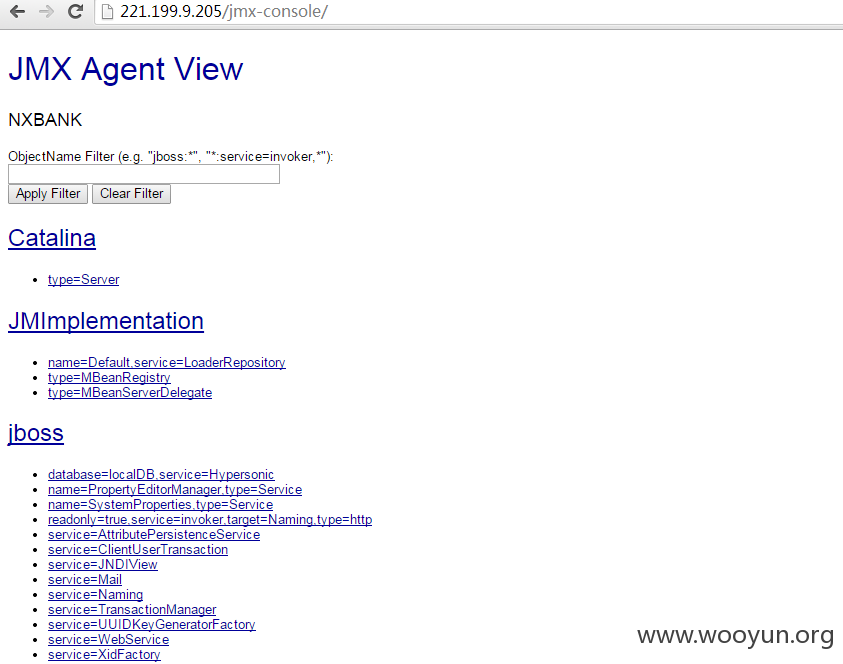 221.199.9.205/jmx-console/
JMX Agent View
NXBANK
ObjectName Filter (e.g. "jboss:*", "*:service=invoker,*"):
Apply Filter Clear Filter
Catalina
type=Server
JMImplementation
name=Default,service=LoaderRepository
type=MBeanRegistry
type=MBeanServerDelegate
jboss
database=localDB,service=Hypersonic
name=PropertyEditorManager,type=Service
name=SystemProperties,type=Service
readonly=true,service=invoker,target=Naming,type=http
service=AttributePersistenceService
service=ClientUserTransaction
service=JNDIView
service=Mail
service=Naming
service=TransactionManager
service=UUIDKeyGeneratorFactory
service=WebService
service=XidFactory
www.wooyun.org